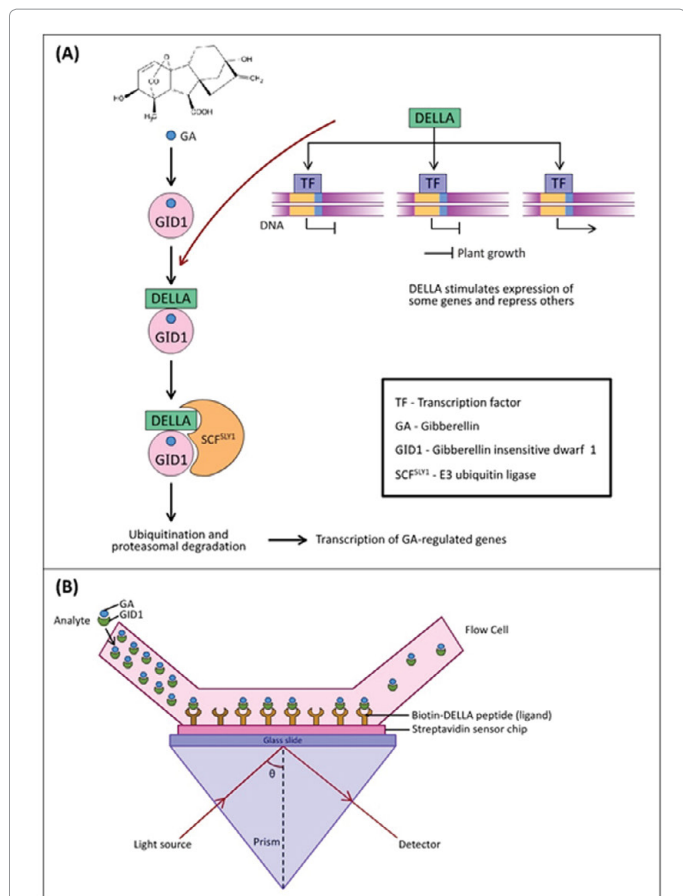 (A)
OH
O
CO
CH₂
HO
H₃C
COOH
GA
GID1
DELLA
GID1
DELLA
GID1
SCFSLY1
Ubiquitination and
proteasomal degradation
Transcription of GA-regulated genes
DELLA
TF
TF
TF
DNA
Plant growth
DELLA stimulates expression of
some genes and repress others
TF - Transcription factor
GA - Gibberellin
GID1 - Gibberellin insensitive dwarf 1
SCFSLY1 - E3 ubiquitin ligase
(B)
GA
GID1
Analyte
Flow Cell
Biotin-DELLA peptide (ligand)
Streptavidin sensor chip
Glass slide
θ
Light source
Prism
Detector